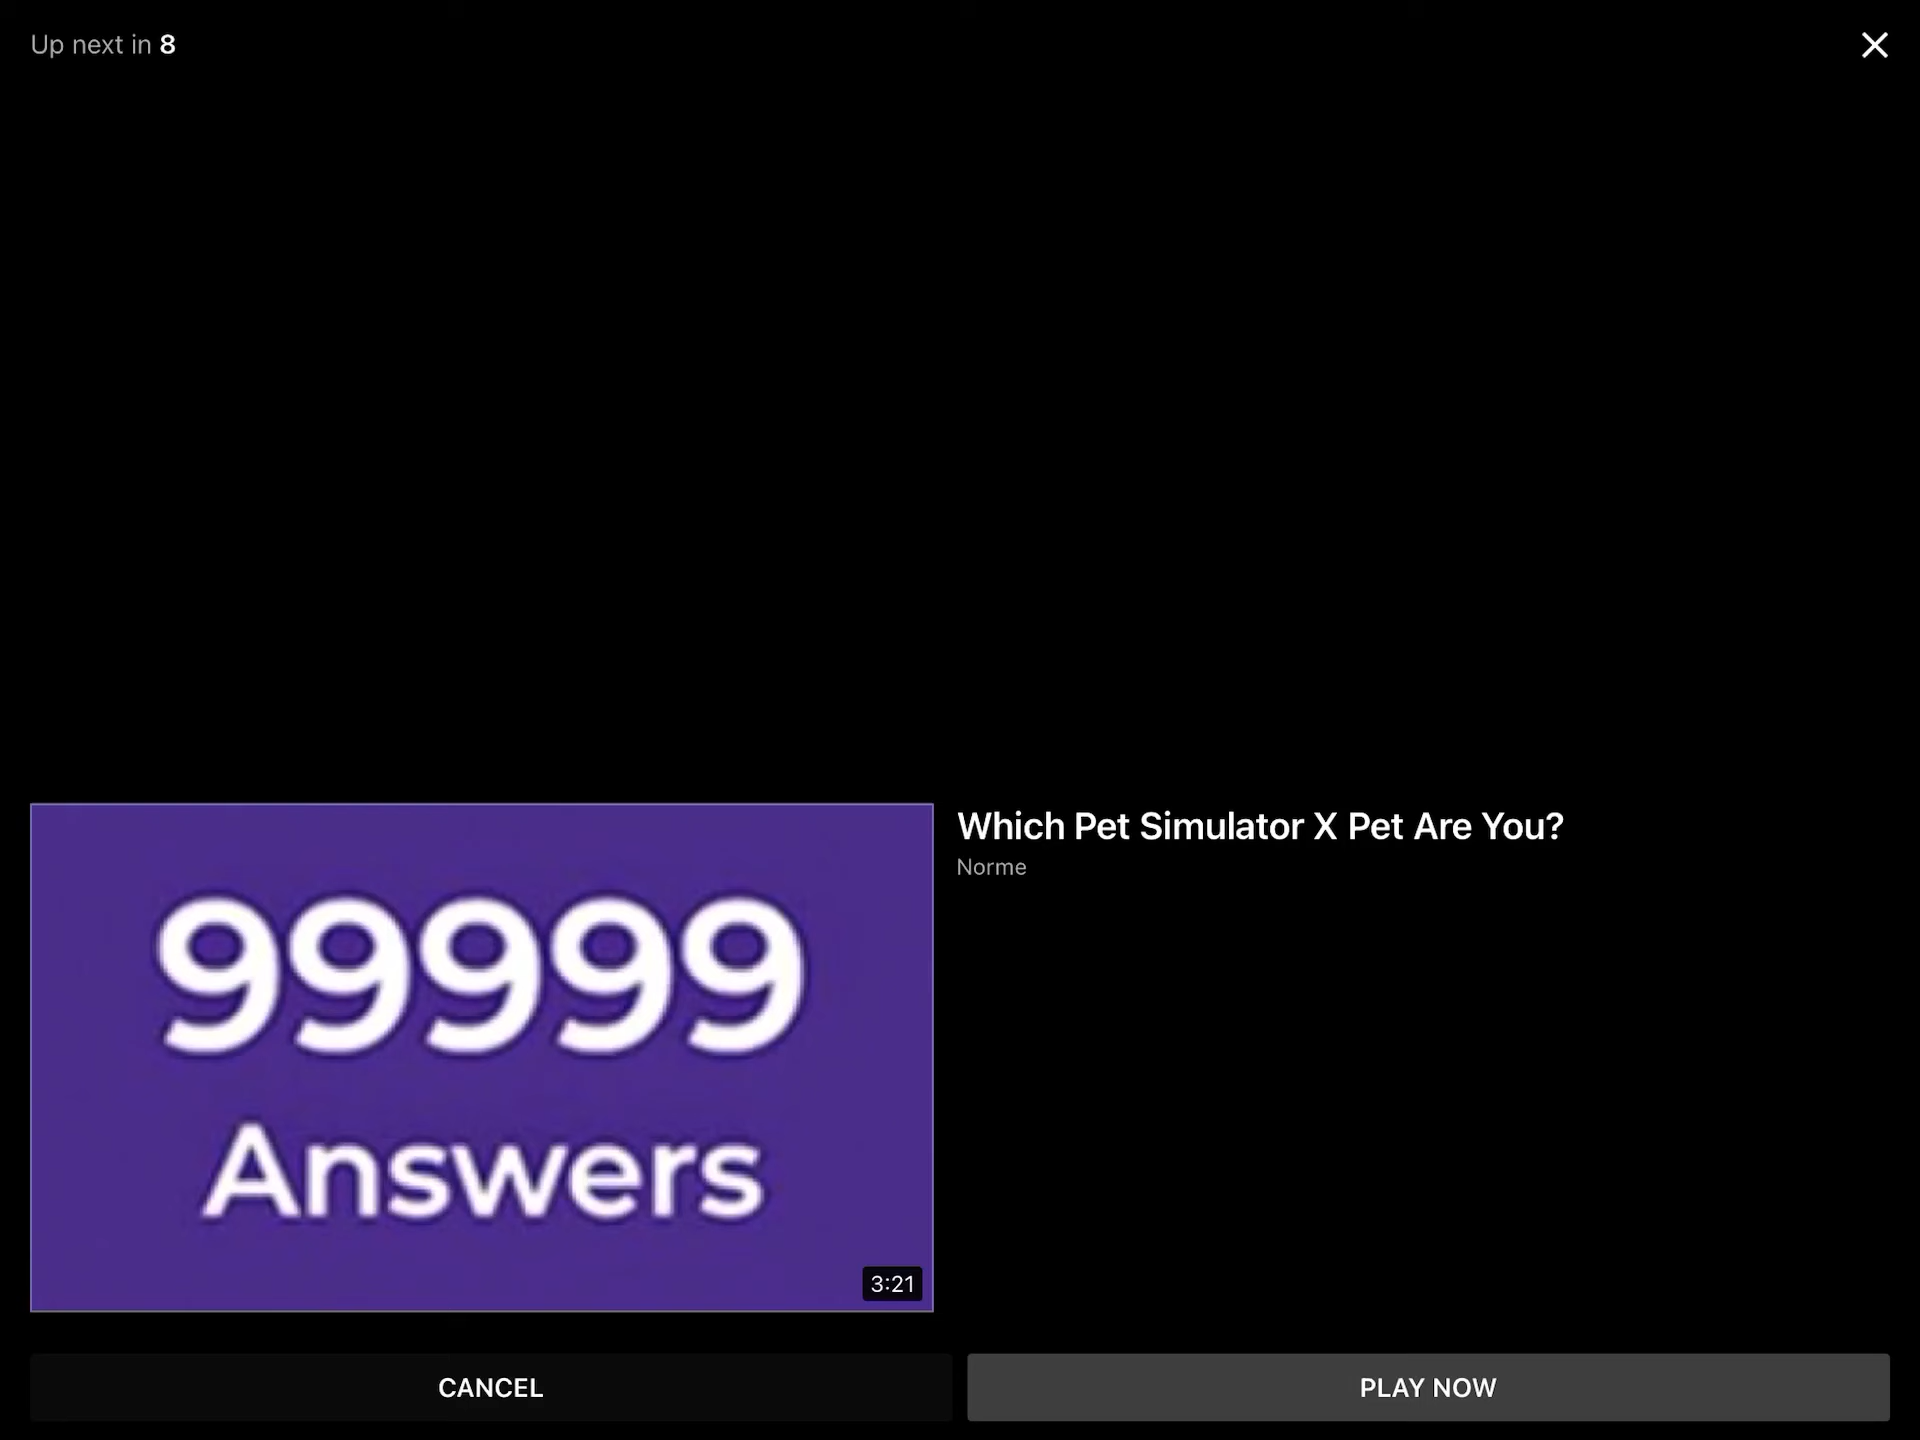 Up next in 8
99999
Answers
3:21
Which Pet Simulator X Pet Are You?
Norme
CANCEL
PLAY NOW